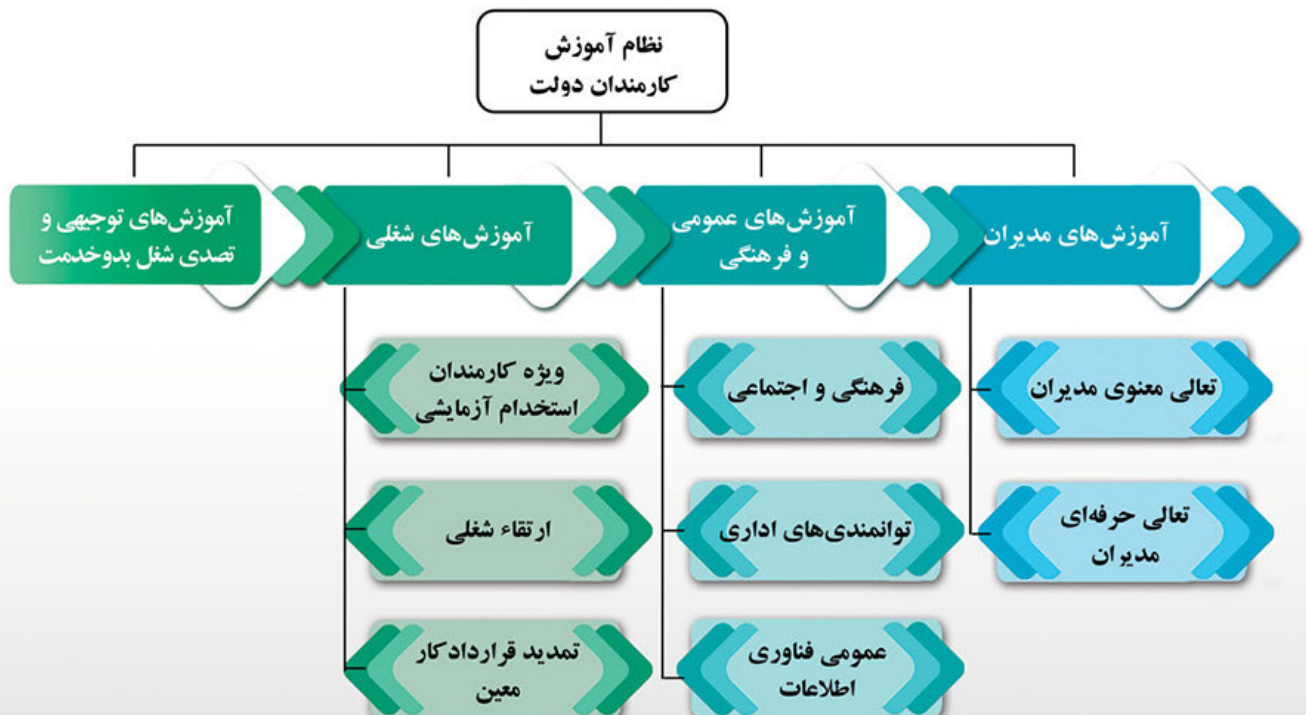 نظام آموزش
کارمندان دولت
آموزش‌های مدیران
آموزش‌های عمومی
و فرهنگی
آموزش‌های شغلی
آموزش‌های توجیهی و
تصدی شغل بدوخدمت
تعالی معنوی مدیران
تعالی حرفه‌ای
مدیران
فرهنگی و اجتماعی
توانمندی‌های اداری
عمومی فناوری
اطلاعات
ویژه کارمندان
استخدام آزمایشی
ارتقاء شغلی
تمدید قرارداد کار
معین